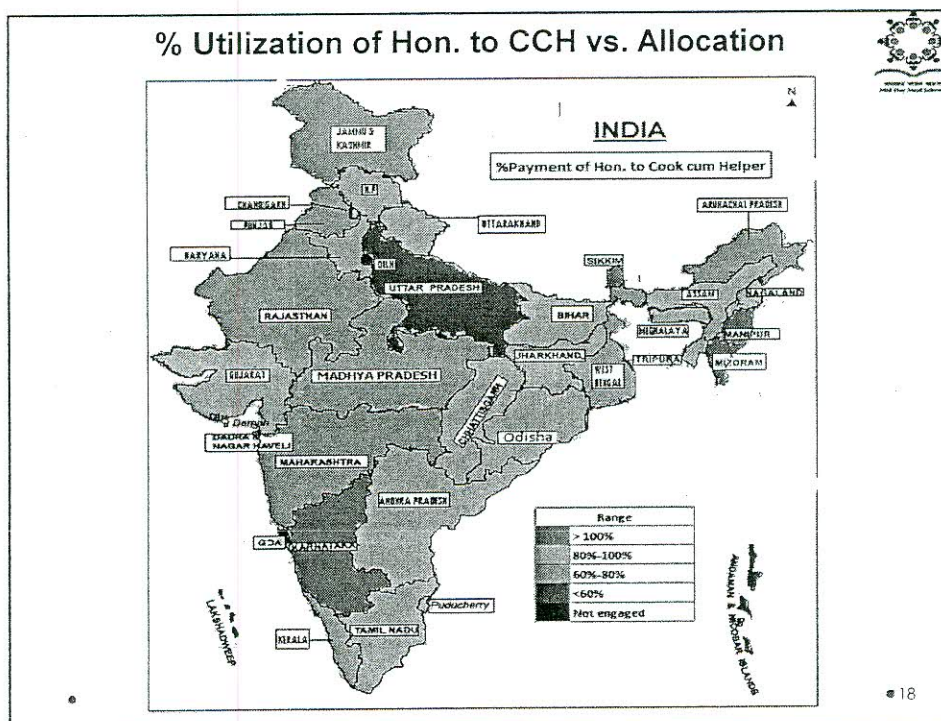 % Utilization of Hon. to CCH vs. Allocation
N
INDIA
%Payment of Hon. to Cook cum Helper
JAMMU &
KASHMIR
H.P
CHANDIGARH
PUNJAB
UTTARAKHAND
ARUNACHAL PRADESH
HARYANA
DELHI
SIKKIM
UTTAR PRADESH
ASSAM
NAGALAND
RAJASTHAN
BIHAR
MEGHALAYA
MANIPUR
JHARKHAND
TRIPURA
MIZORAM
GUJARAT
MADHYA PRADESH
WEST
BENGAL
CHHATTISGARH
Daman
DADRA &
NAGAR HAVELI
Odisha
MAHARASHTRA
ANDHRA PRADESH
Range
> 100%
80%-100%
60%-80%
<60%
Not engaged
GOA
KARNATAKA
Puducherry
LAKSHADWEEP
KERALA
TAMIL NADU
ANDAMAN & NICOBAR ISLANDS
18